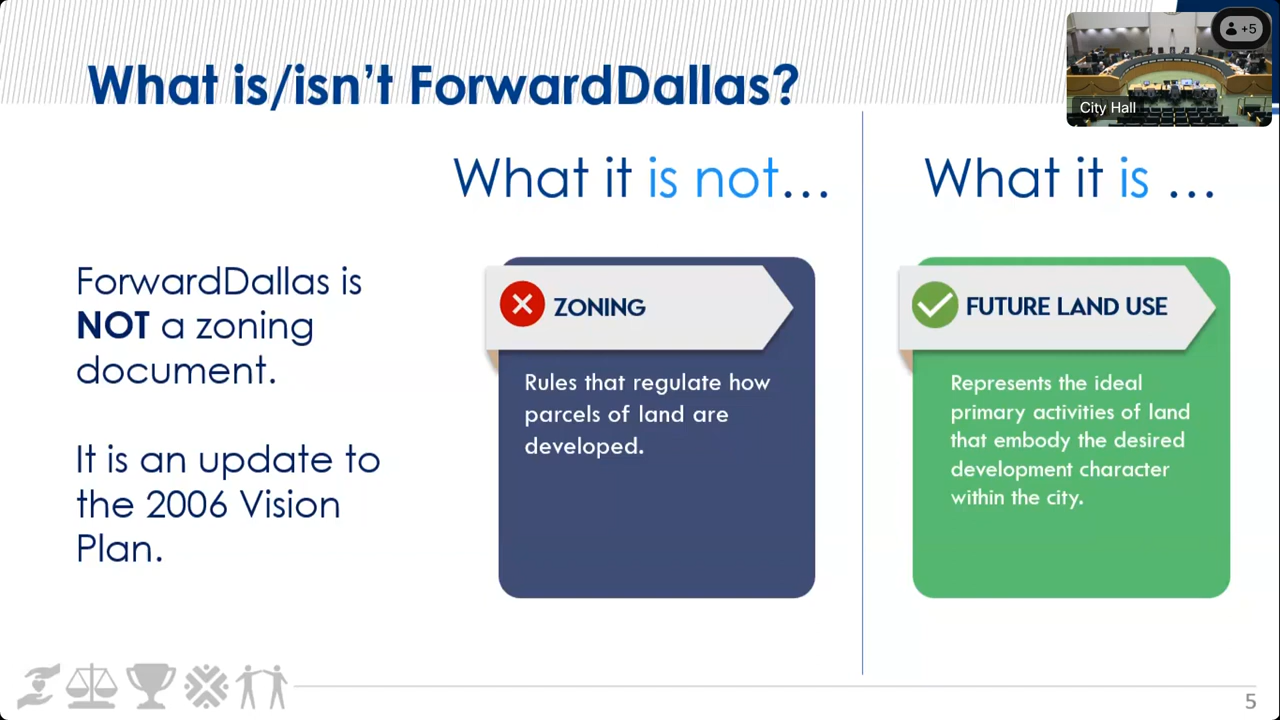 What is/isn't ForwardDallas?
+5
City Hall
What it is not...
What it is ...
ForwardDallas is
NOT a zoning
document.
It is an update to
the 2006 Vision
Plan.
ZONING
Rules that regulate how
parcels of land are
developed.
FUTURE LAND USE
Represents the ideal
primary activities of land
that embody the desired
development character
within the city.
5